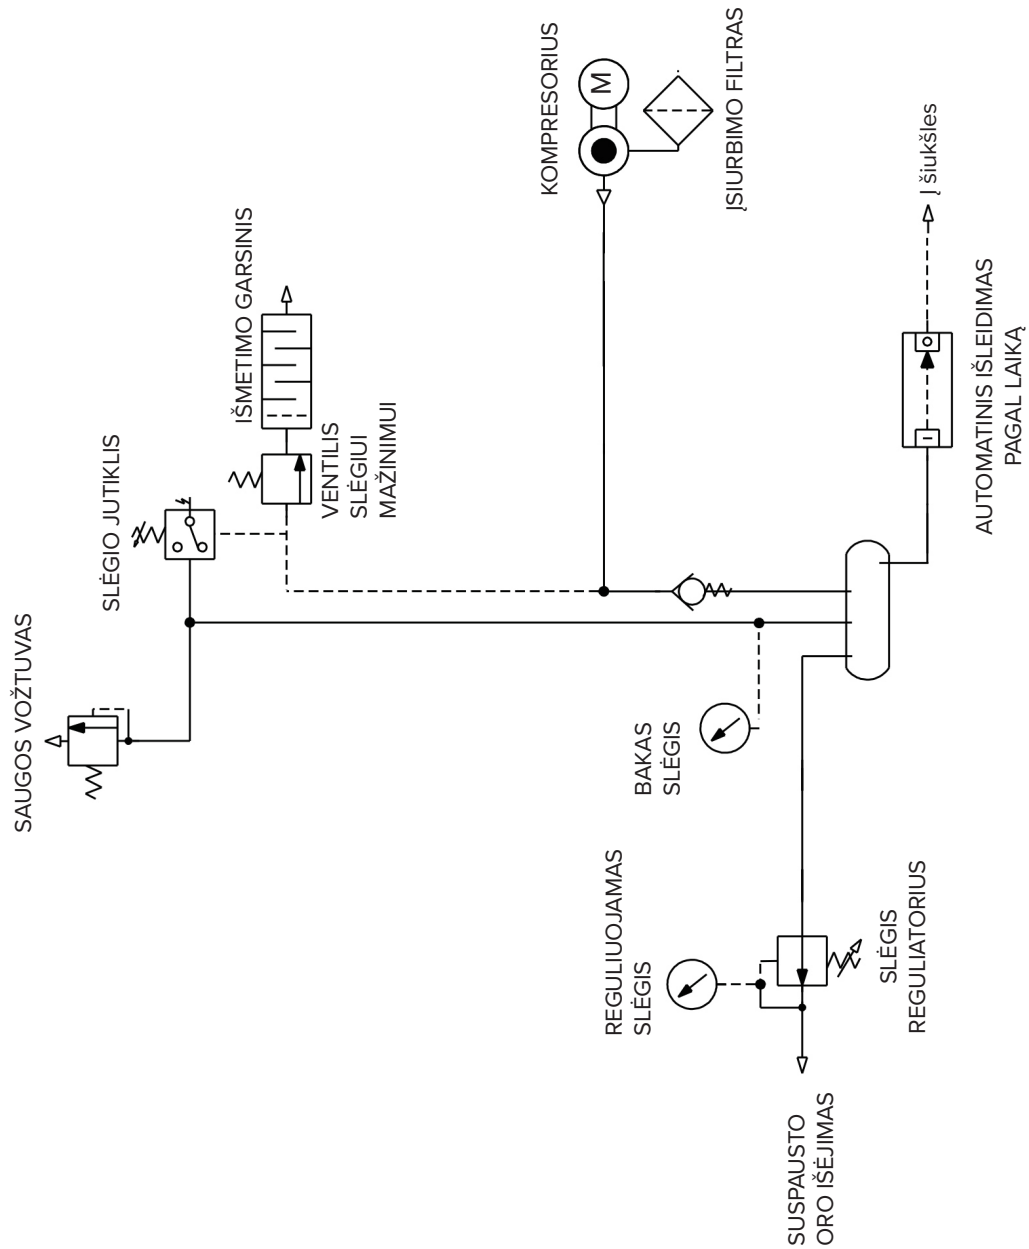 SAUGOS VOŽTUVAS
SLĖGIO JUTIKLIS
IŠMETIMO GARSINIS
VENTILIS
SLĖGIUI
MAŽINIMUI
KOMPRESORIUS
M
ĮSIURBIMO FILTRAS
REGULIUOJAMAS
SLĖGIS
BAKAS
SLĖGIS
SUSPAUSTO
ORO IŠĖJIMAS
SLĖGIS
REGULIATORIUS
AUTOMATINIS IŠLEIDIMAS
PAGAL LAIKĄ
Į šiukšles